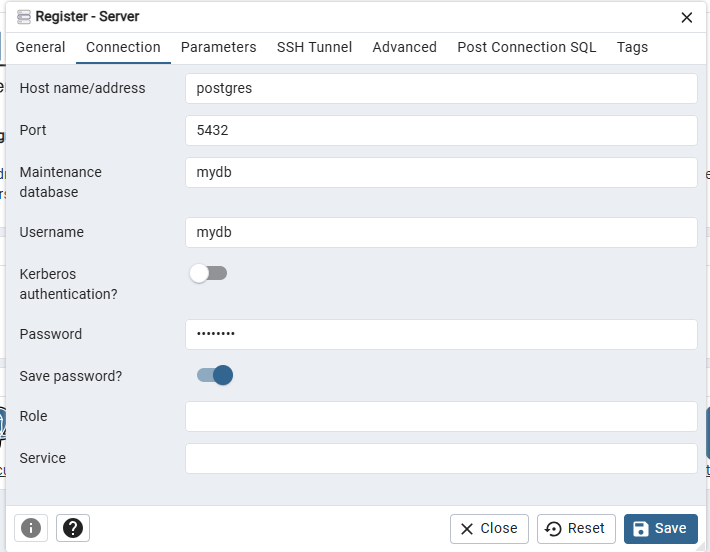 Register - Server
General Connection Parameters SSH Tunnel Advanced Post Connection SQL Tags
Host name/address postgres
Port 5432
Maintenance database mydb
Username mydb
Kerberos authentication?
Password ••••••••
Save password?
Role
Service
Close Reset Save